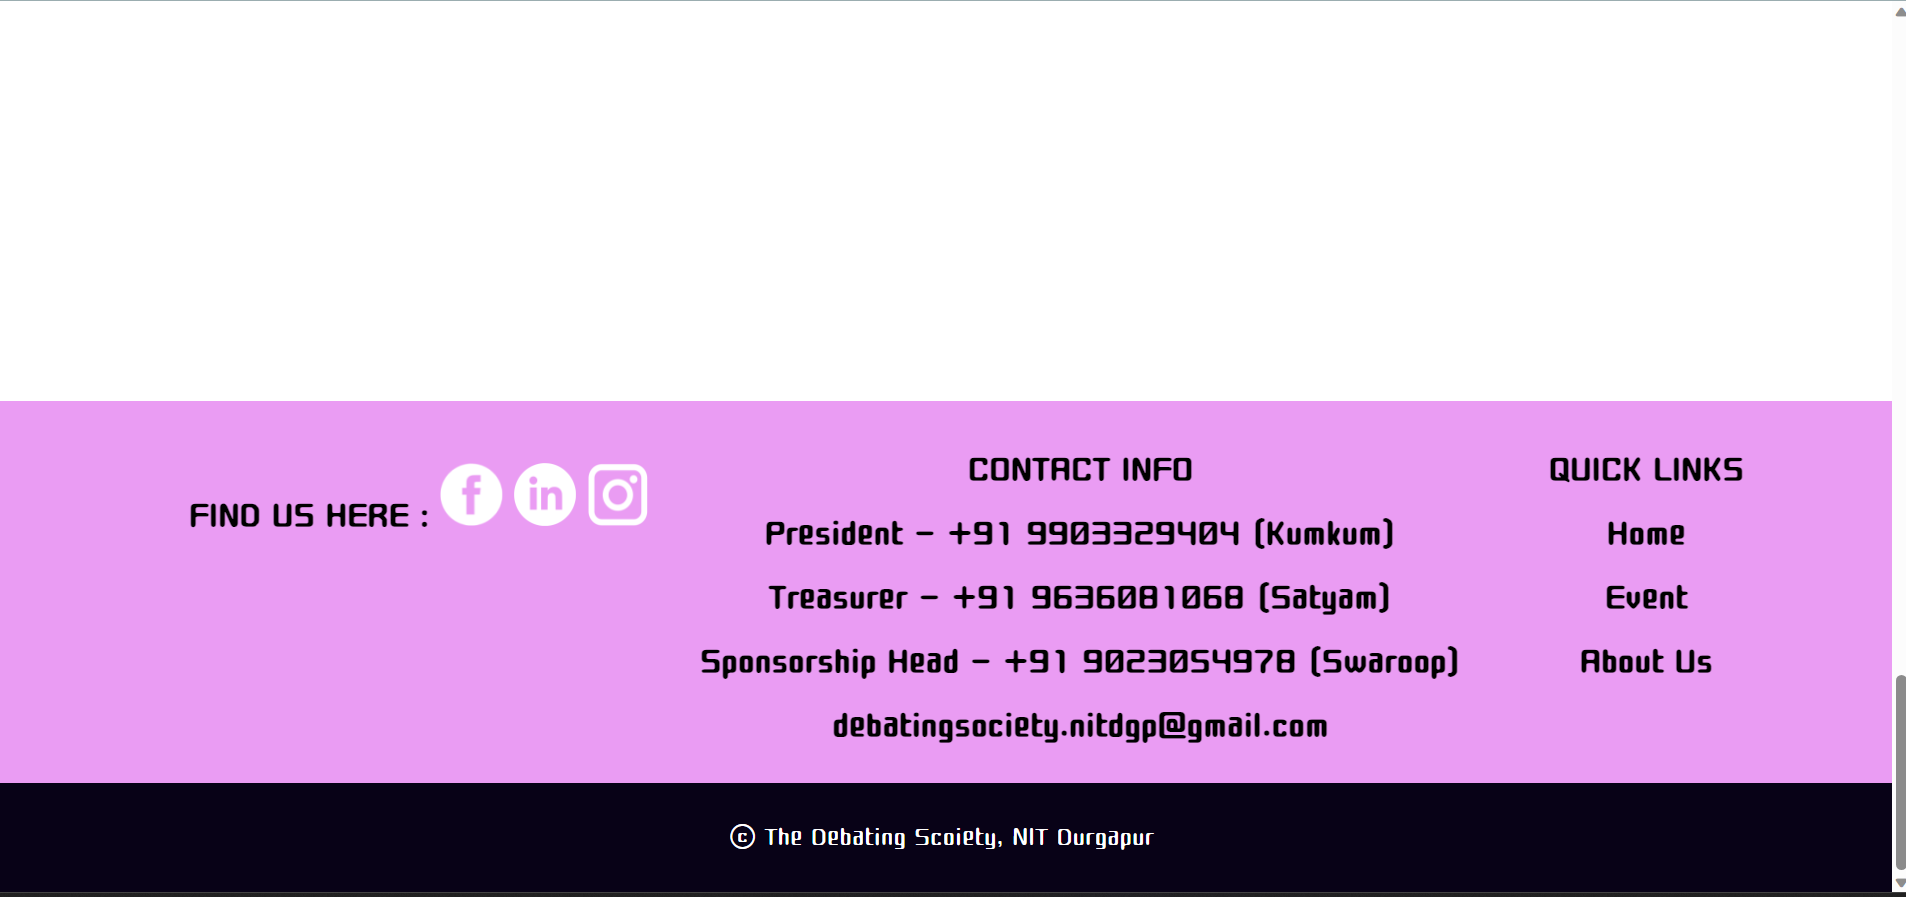 FIND US HERE :
CONTACT INFO
President - +91 9903329404 (Kumkum)
Treasurer - +91 9636081068 (Satyam)
Sponsorship Head - +91 9023054978 (Swaroop)
debatingsociety.nitdgp@gmail.com
QUICK LINKS
Home
Event
About Us
© The Debating Scoiety, NIT Durgapur